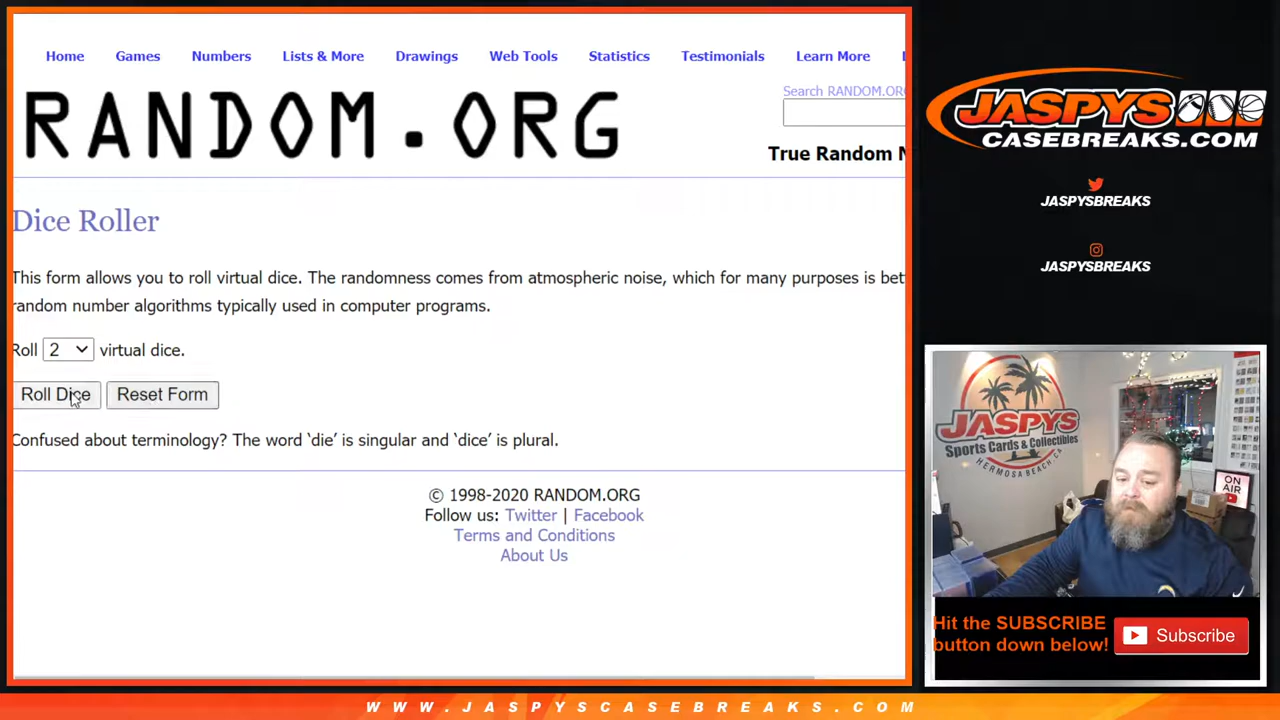 Home Games Numbers Lists & More Drawings Web Tools Statistics Testimonials Learn More
RANDOM.ORG
Search RANDOM.ORG
True Random N
Dice Roller
This form allows you to roll virtual dice. The randomness comes from atmospheric noise, which for many purposes is bet
random number algorithms typically used in computer programs.
Roll 2 virtual dice.
Roll Dice Reset Form
Confused about terminology? The word ‘die’ is singular and ‘dice’ is plural.
© 1998-2020 RANDOM.ORG
Follow us: Twitter | Facebook
Terms and Conditions
About Us
JASPYS
CASEBREAKS.COM
JASPYSBREAKS
JASPYSBREAKS
JASPYS
Sports Cards & Collectibles
HERMOSA BEACH CA
ON
AIR
Hit the SUBSCRIBE
button down below!
Subscribe
WWW.JASPYSCASEBREAKS.COM